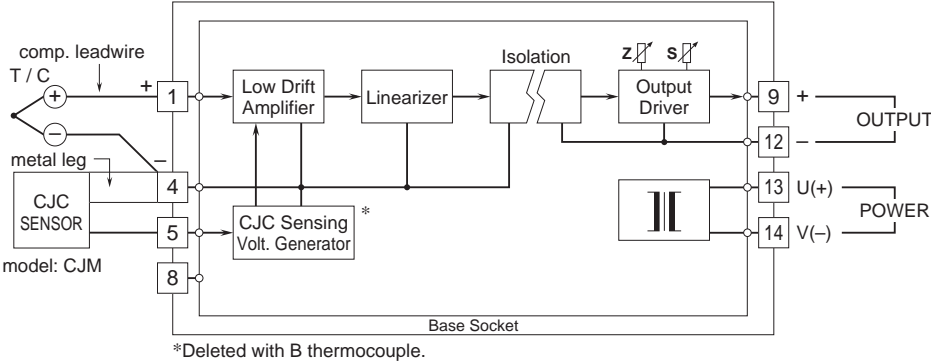 comp. leadwire
T / C
+
–
+
–
metal leg
CJC
SENSOR
model: CJM
1
4
5
8
Low Drift
Amplifier
Linearizer
Isolation
Z
S
Output
Driver
CJC Sensing
Volt. Generator
*
9
+
12
–
OUTPUT
13
U(+)
14
V(–)
POWER
Base Socket
*Deleted with B thermocouple.